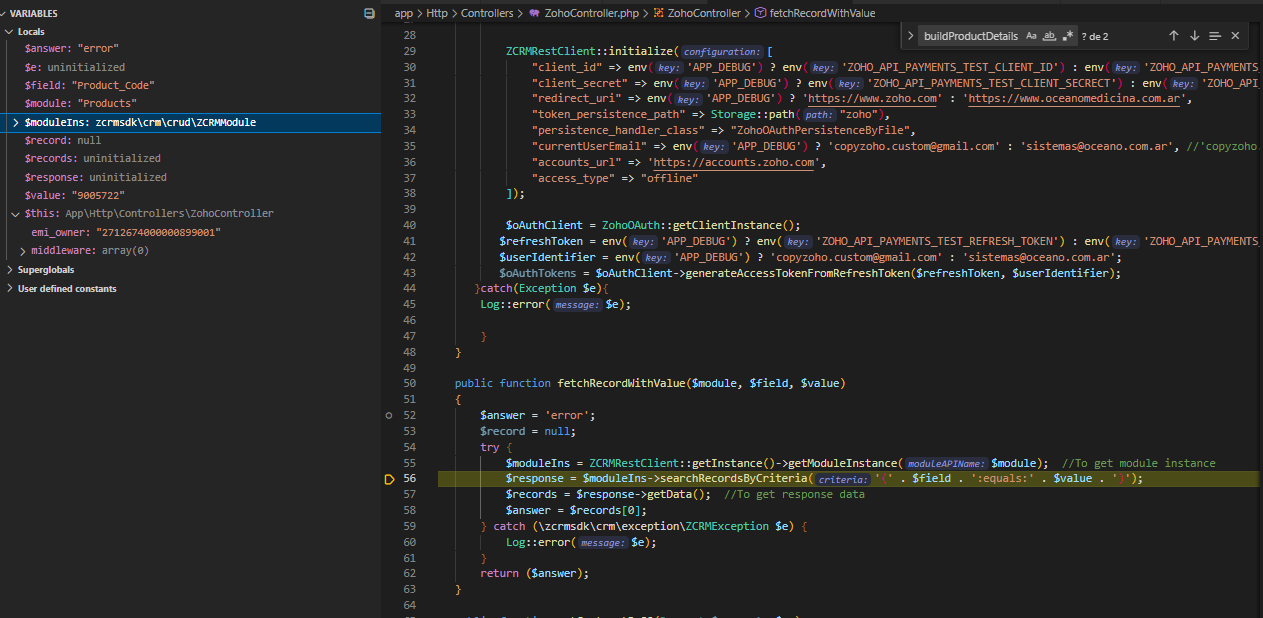 VARIABLES
Locals
$answer: "error"
$e: uninitialized
$field: "Product_Code"
$module: "Products"
$moduleIns: zcrmsdk\crm\crud\ZCRMModule
$record: null
$records: uninitialized
$response: uninitialized
$value: "9005722"
$this: App\Http\Controllers\ZohoController
emi_owner: "2712674000000899001"
middleware: array(0)
Superglobals
User defined constants
app > Http > Controllers > ZohoController.php > ZohoController > fetchRecordWithValue
buildProductDetails Aa ab ? de 2
28
29 ZCRMRestClient::initialize( configuration: [
30 "client_id" => env( key: 'APP_DEBUG') ? env( key: 'ZOHO_API_PAYMENTS_TEST_CLIENT_ID') : env( key: 'ZOHO_API_PAYMENTS_
31 "client_secret" => env( key: 'APP_DEBUG') ? env( key: 'ZOHO_API_PAYMENTS_TEST_CLIENT_SECRECT') : env( key: 'ZOHO_API_
32 "redirect_uri" => env( key: 'APP_DEBUG') ? 'https://www.zoho.com' : 'https://www.oceanomedicina.com.ar',
33 "token_persistence_path" => Storage::path( path: "zoho"),
34 "persistence_handler_class" => "ZohoOAuthPersistenceByFile",
35 "currentUserEmail" => env( key: 'APP_DEBUG') ? 'copyzoho.custom@gmail.com' : 'sistemas@oceano.com.ar', //'copyzoho.
36 "accounts_url" => 'https://accounts.zoho.com',
37 "access_type" => "offline"
38 ]);
39
40 $oAuthClient = ZohoOAuth::getClientInstance();
41 $refreshToken = env( key: 'APP_DEBUG') ? env( key: 'ZOHO_API_PAYMENTS_TEST_REFRESH_TOKEN') : env( key: 'ZOHO_API_PAYMENTS_
42 $userIdentifier = env( key: 'APP_DEBUG') ? 'copyzoho.custom@gmail.com' : 'sistemas@oceano.com.ar';
43 $oAuthTokens = $oAuthClient->generateAccessTokenFromRefreshToken($refreshToken, $userIdentifier);
44 }catch(Exception $e){
45 Log::error( message: $e);
46
47 }
48 }
49
50 public function fetchRecordWithValue($module, $field, $value)
51 {
52 $answer = 'error';
53 $record = null;
54 try {
55 $moduleIns = ZCRMRestClient::getInstance()->getModuleInstance( moduleAPIName: $module); //To get module instance
56 $response = $moduleIns->searchRecordsByCriteria( criteria: '(' . $field . ':equals:' . $value . ')');
57 $records = $response->getData(); //To get response data
58 $answer = $records[0];
59 } catch (\zcrmsdk\crm\exception\ZCRMException $e) {
60 Log::error( message: $e);
61 }
62 return ($answer);
63 }
64